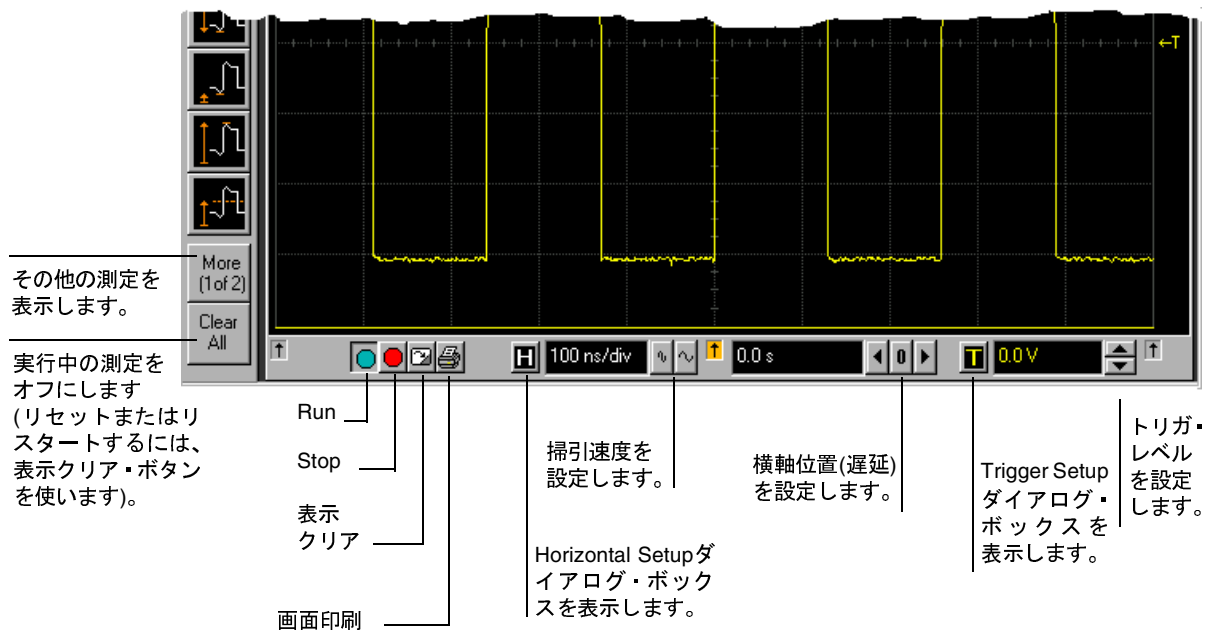 ←T
More
(1of 2)
Clear
All
その他の測定を
表示します。
実行中の測定を
オフにします
(リセットまたはリ
スタートするには、
表示クリア・ボタン
を使います)。
H
100 ns/div
0.0 s
0
T
0.0 V
Run
Stop
表示
クリア
画面印刷
掃引速度を
設定します。
Horizontal Setupダ
イアログ・ボック
スを表示します。
横軸位置(遅延)
を設定します。
Trigger Setup
ダイアログ・
ボックスを
表示します。
トリガ・
レベル
を設定
します。